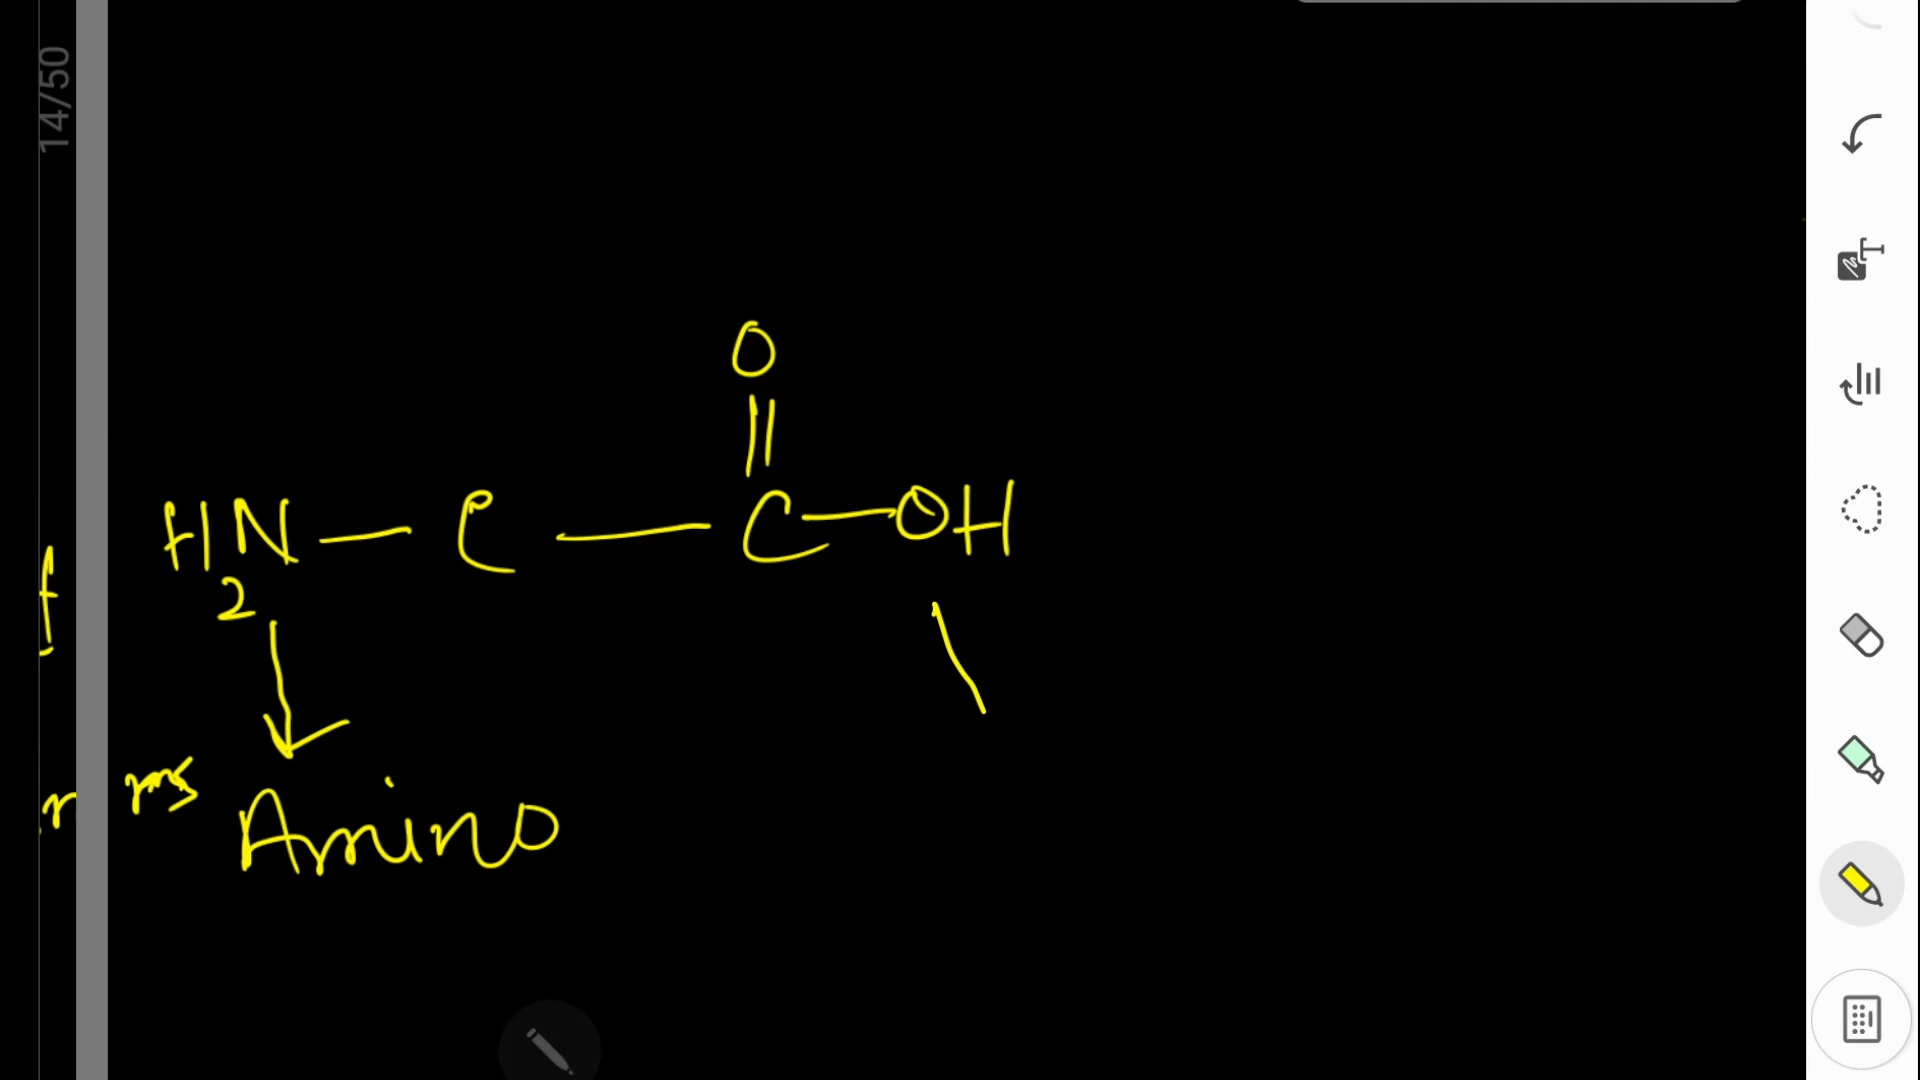 14/50
O
||
H₂N — C — C — OH
Amino